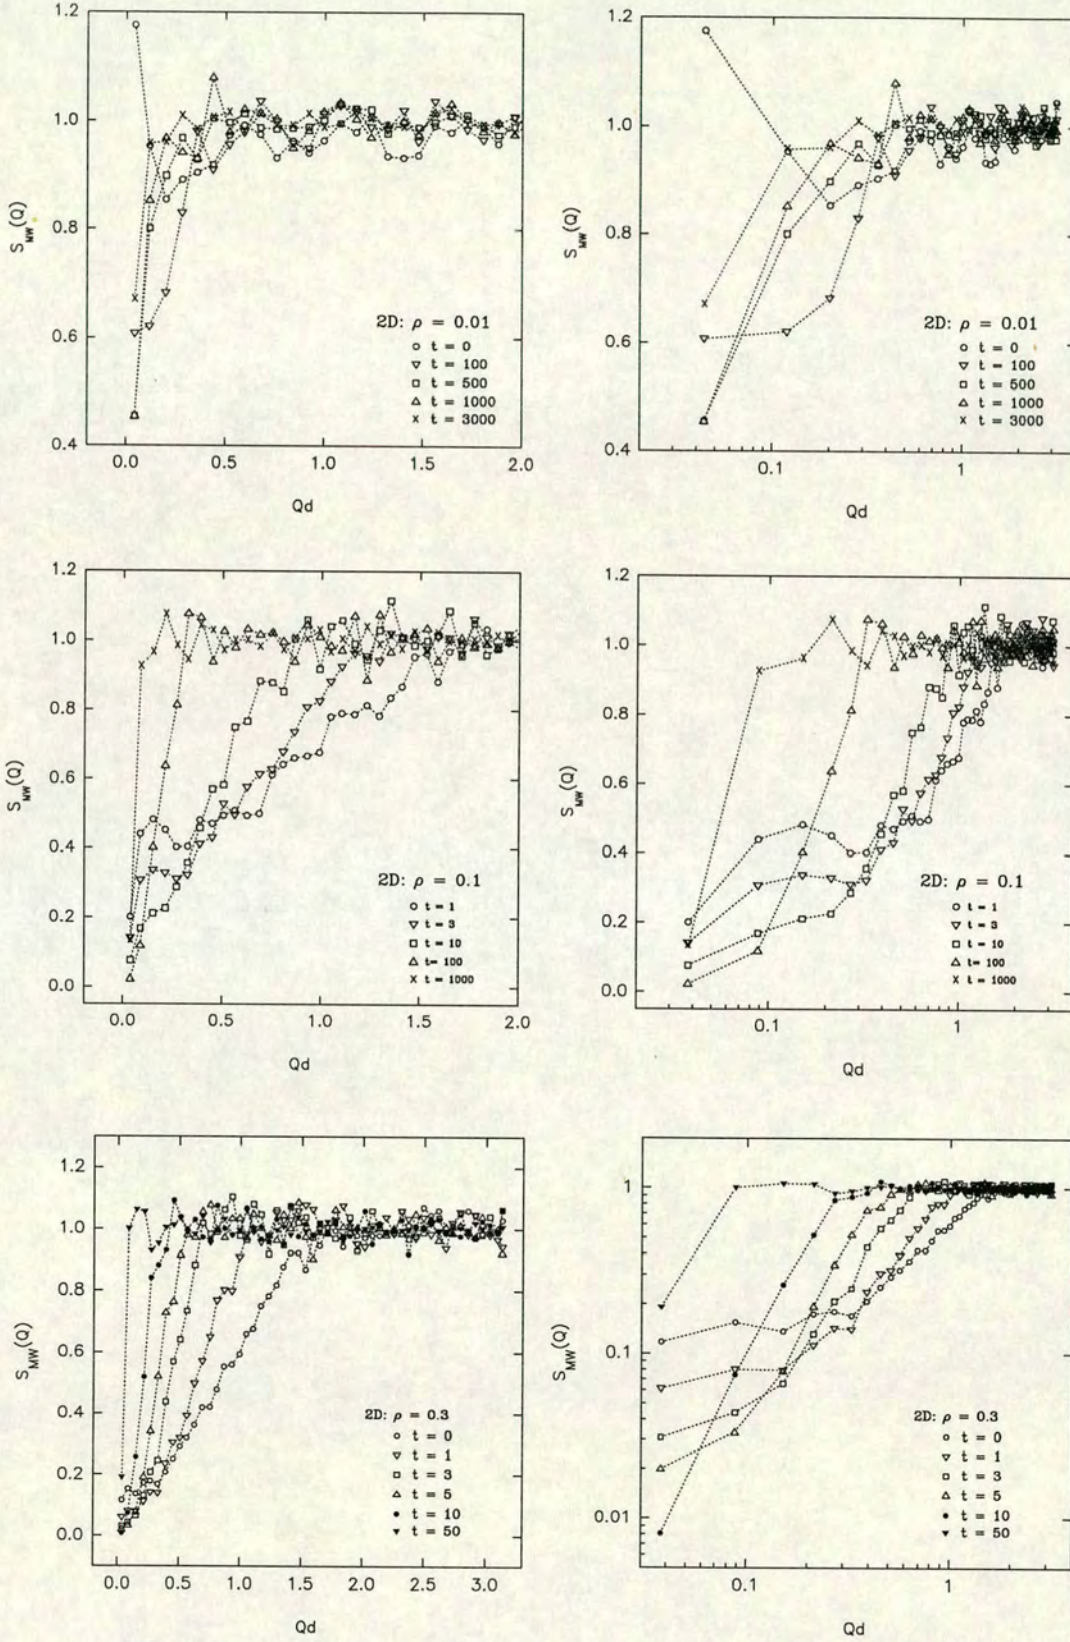 1.2
1.0
0.8
0.6
0.4
S_MW(Q)
2D: ρ = 0.01
○ t = 0
▽ t = 100
□ t = 500
△ t = 1000
× t = 3000
0.0 0.5 1.0 1.5 2.0
Qd
1.2
1.0
0.8
0.6
0.4
S_MW(Q)
2D: ρ = 0.01
○ t = 0
▽ t = 100
□ t = 500
△ t = 1000
× t = 3000
0.1 1
Qd
1.2
1.0
0.8
0.6
0.4
0.2
0.0
S_MW(Q)
2D: ρ = 0.1
○ t = 1
▽ t = 3
□ t = 10
△ t= 100
× t = 1000
0.0 0.5 1.0 1.5 2.0
Qd
1.2
1.0
0.8
0.6
0.4
0.2
0.0
S_MW(Q)
2D: ρ = 0.1
○ t = 1
▽ t = 3
□ t = 10
△ t= 100
× t = 1000
0.1 1
Qd
1.2
1.0
0.8
0.6
0.4
0.2
0.0
S_MW(Q)
2D: ρ = 0.3
○ t = 0
▽ t = 1
□ t = 3
△ t = 5
● t = 10
▼ t = 50
0.0 0.5 1.0 1.5 2.0 2.5 3.0
Qd
1
0.1
0.01
S_MW(Q)
2D: ρ = 0.3
○ t = 0
▽ t = 1
□ t = 3
△ t = 5
● t = 10
▼ t = 50
0.1 1
Qd